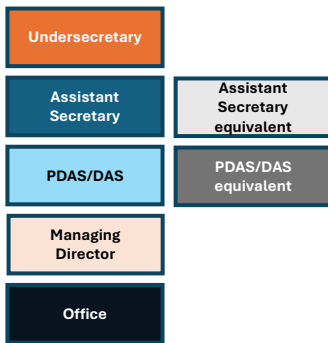 Undersecretary
Assistant
Secretary
Assistant
Secretary
equivalent
PDAS/DAS
PDAS/DAS
equivalent
Managing
Director
Office